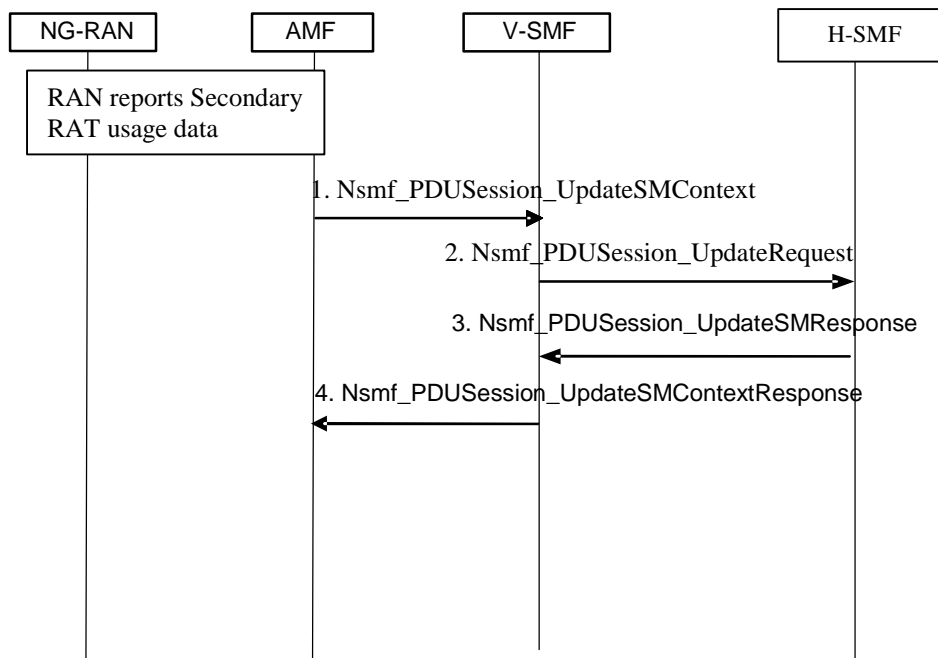 NG-RAN
AMF
V-SMF
H-SMF
RAN reports Secondary
RAT usage data
1. Nsmf_PDUSession_UpdateSMContext
2. Nsmf_PDUSession_UpdateRequest
3. Nsmf_PDUSession_UpdateSMResponse
4. Nsmf_PDUSession_UpdateSMContextResponse